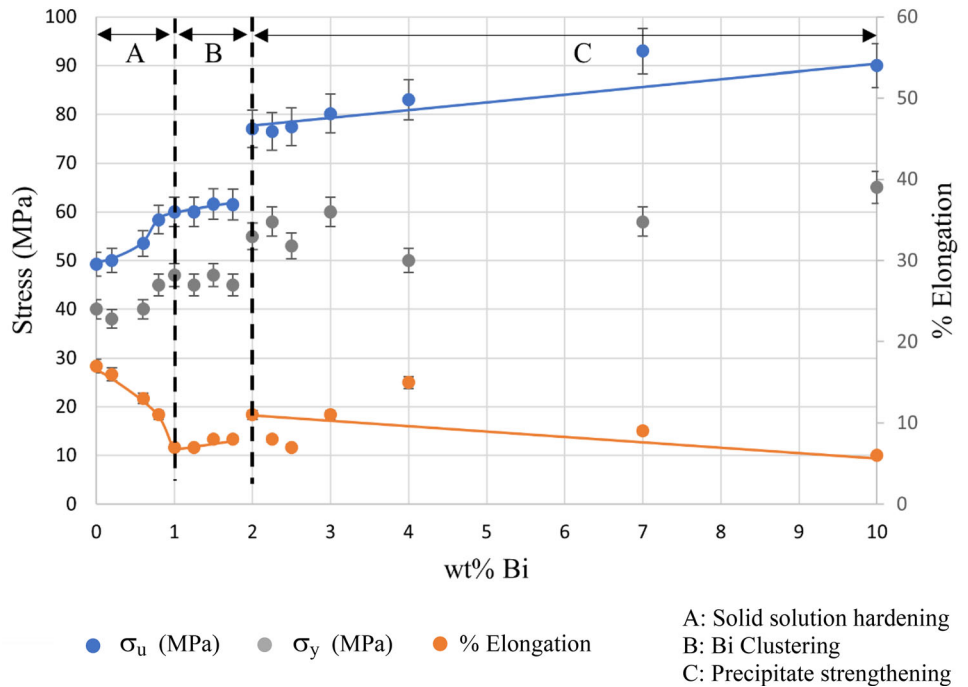 100
90
80
70
60
50
40
30
20
10
0
Stress (MPa)
A
B
C
60
50
40
30
20
10
0
% Elongation
0 1 2 3 4 5 6 7 8 9 10
wt% Bi
σu (MPa) σy (MPa) % Elongation
A: Solid solution hardening
B: Bi Clustering
C: Precipitate strengthening